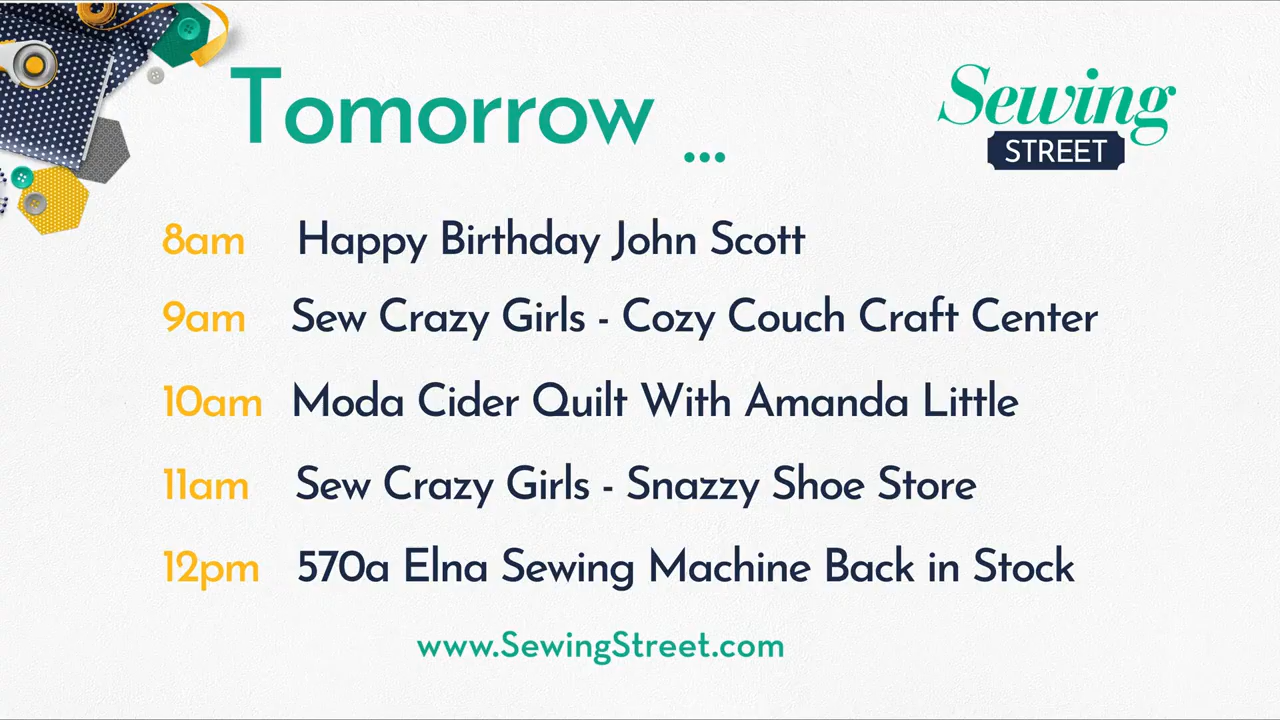 Tomorrow ...
Sewing
STREET
8am Happy Birthday John Scott
9am Sew Crazy Girls - Cozy Couch Craft Center
10am Moda Cider Quilt With Amanda Little
11am Sew Crazy Girls - Snazzy Shoe Store
12pm 570a Elna Sewing Machine Back in Stock
www.SewingStreet.com